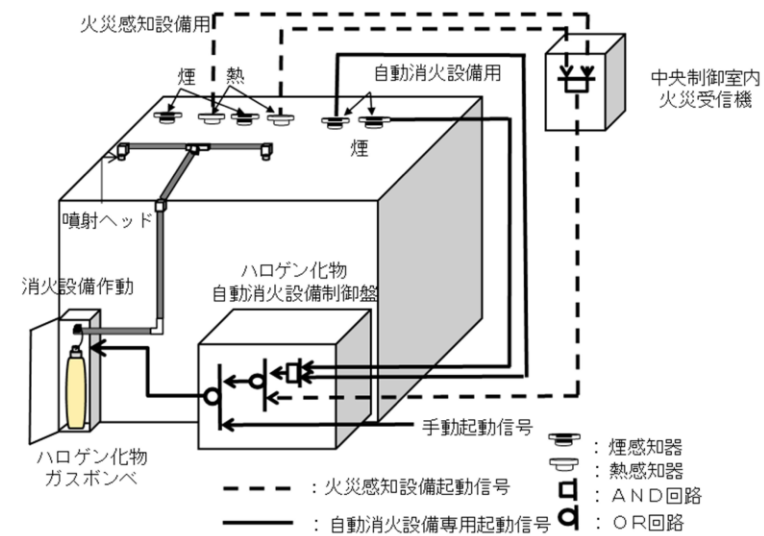 火災感知設備用
煙
熱
自動消火設備用
中央制御室内
火災受信機
煙
噴射ヘッド
消火設備作動
ハロゲン化物
自動消火設備制御盤
手動起動信号
ハロゲン化物
ガスボンベ
：火災感知設備起動信号
：自動消火設備専用起動信号
：煙感知器
：熱感知器
：ＡＮＤ回路
：ＯＲ回路